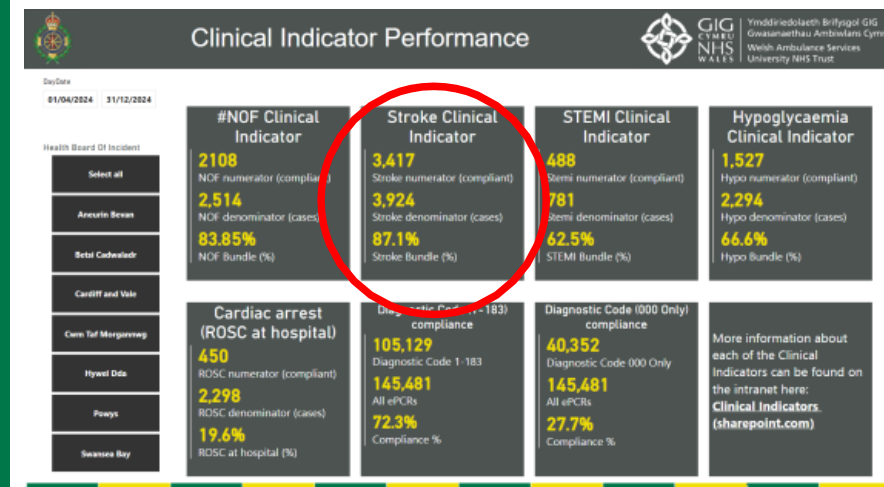 Clinical Indicator Performance
GIG
CYMRU
NHS
WALES
Ymddiriedolaeth Brifysgol GIG
Gwasanaethau Ambiwlans Cymru
Welsh Ambulance Services
University NHS Trust
DayDate
01/04/2024 31/12/2024
Health Board Of Incident
Select all
Aneurin Bevan
Betsi Cadwaladr
Cardiff and Vale
Cwm Taf Morgannwg
Hywel Dda
Powys
Swansea Bay
#NOF Clinical
Indicator
2108
NOF numerator (compliant)
2,514
NOF denominator (cases)
83.85%
NOF Bundle (%)
Stroke Clinical
Indicator
3,417
Stroke numerator (compliant)
3,924
Stroke denominator (cases)
87.1%
Stroke Bundle (%)
STEMI Clinical
Indicator
488
Stemi numerator (compliant)
781
Stemi denominator (cases)
62.5%
STEMI Bundle (%)
Hypoglycaemia
Clinical Indicator
1,527
Hypo numerator (compliant)
2,294
Hypo denominator (cases)
66.6%
Hypo Bundle (%)
Cardiac arrest
(ROSC at hospital)
450
ROSC numerator (compliant)
2,298
ROSC denominator (cases)
19.6%
ROSC at hospital (%)
Diagnostic Code (1-183)
compliance
105,129
Diagnostic Code 1-183
145,481
All ePCRs
72.3%
Compliance %
Diagnostic Code (000 Only)
compliance
40,352
Diagnostic Code 000 Only
145,481
All ePCRs
27.7%
Compliance %
More information about
each of the Clinical
Indicators can be found on
the intranet here:
Clinical Indicators
(sharepoint.com)